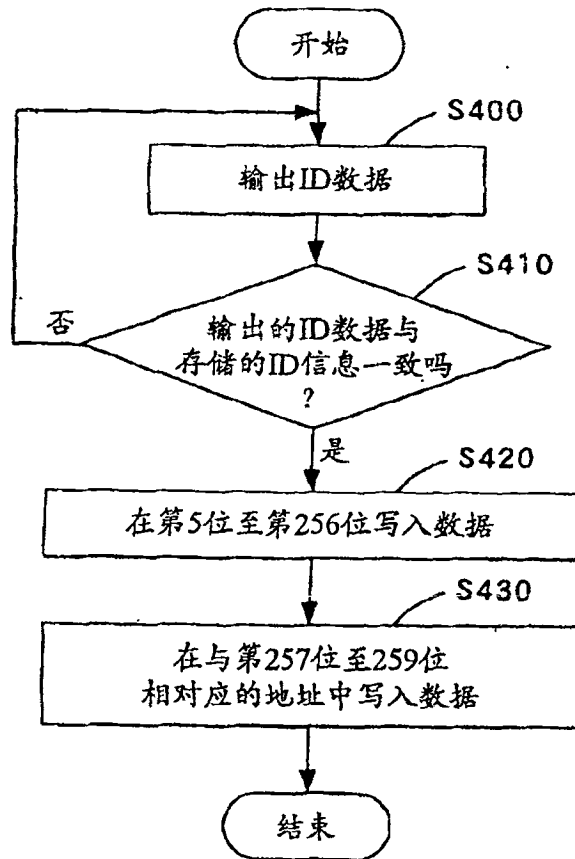 开始
S400
输出ID数据
S410
否
输出的ID数据与
存储的ID信息一致吗
?
是
S420
在第5位至第256位写入数据
S430
在与第257位至259位
相对应的地址中写入数据
结束